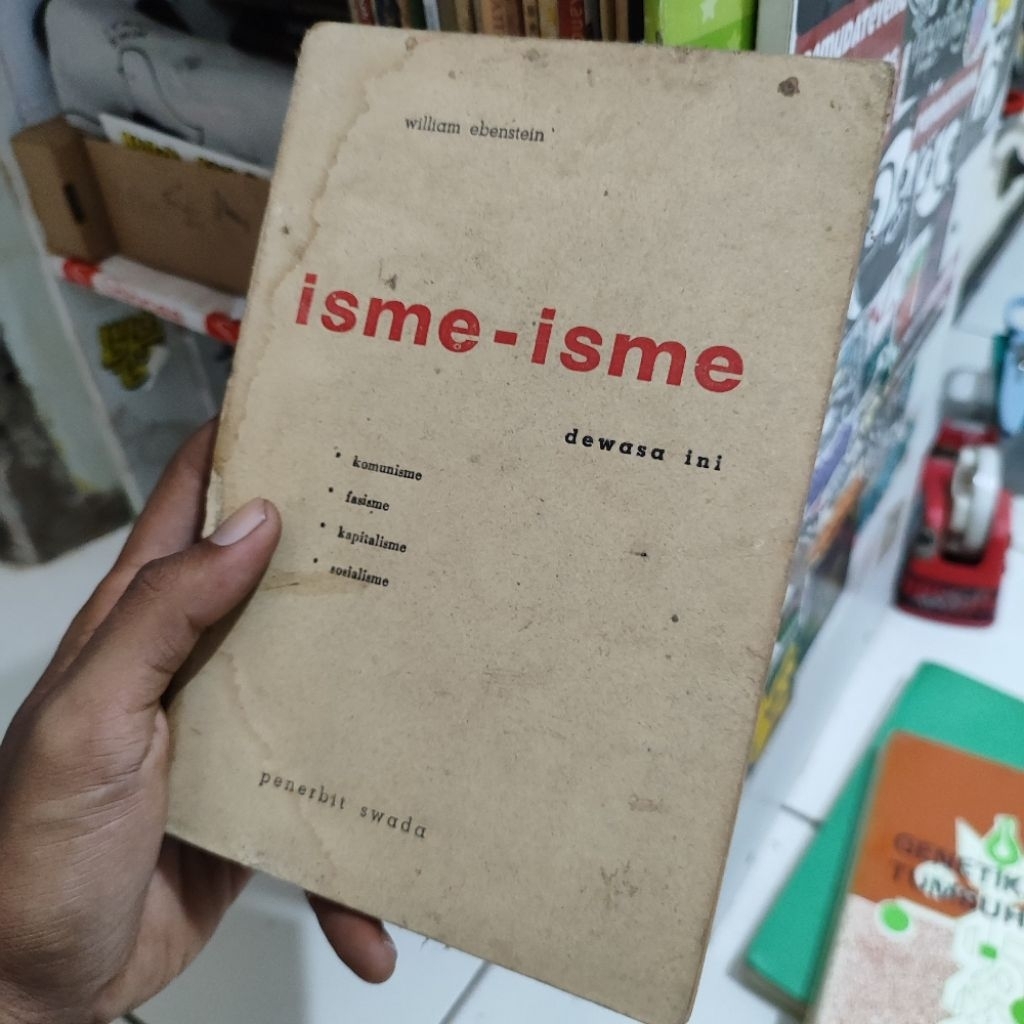 william ebenstein
isme-isme
dewasa ini
• komunisme
• fasisme
• kapitalisme
• sosialisme
penerbit swada